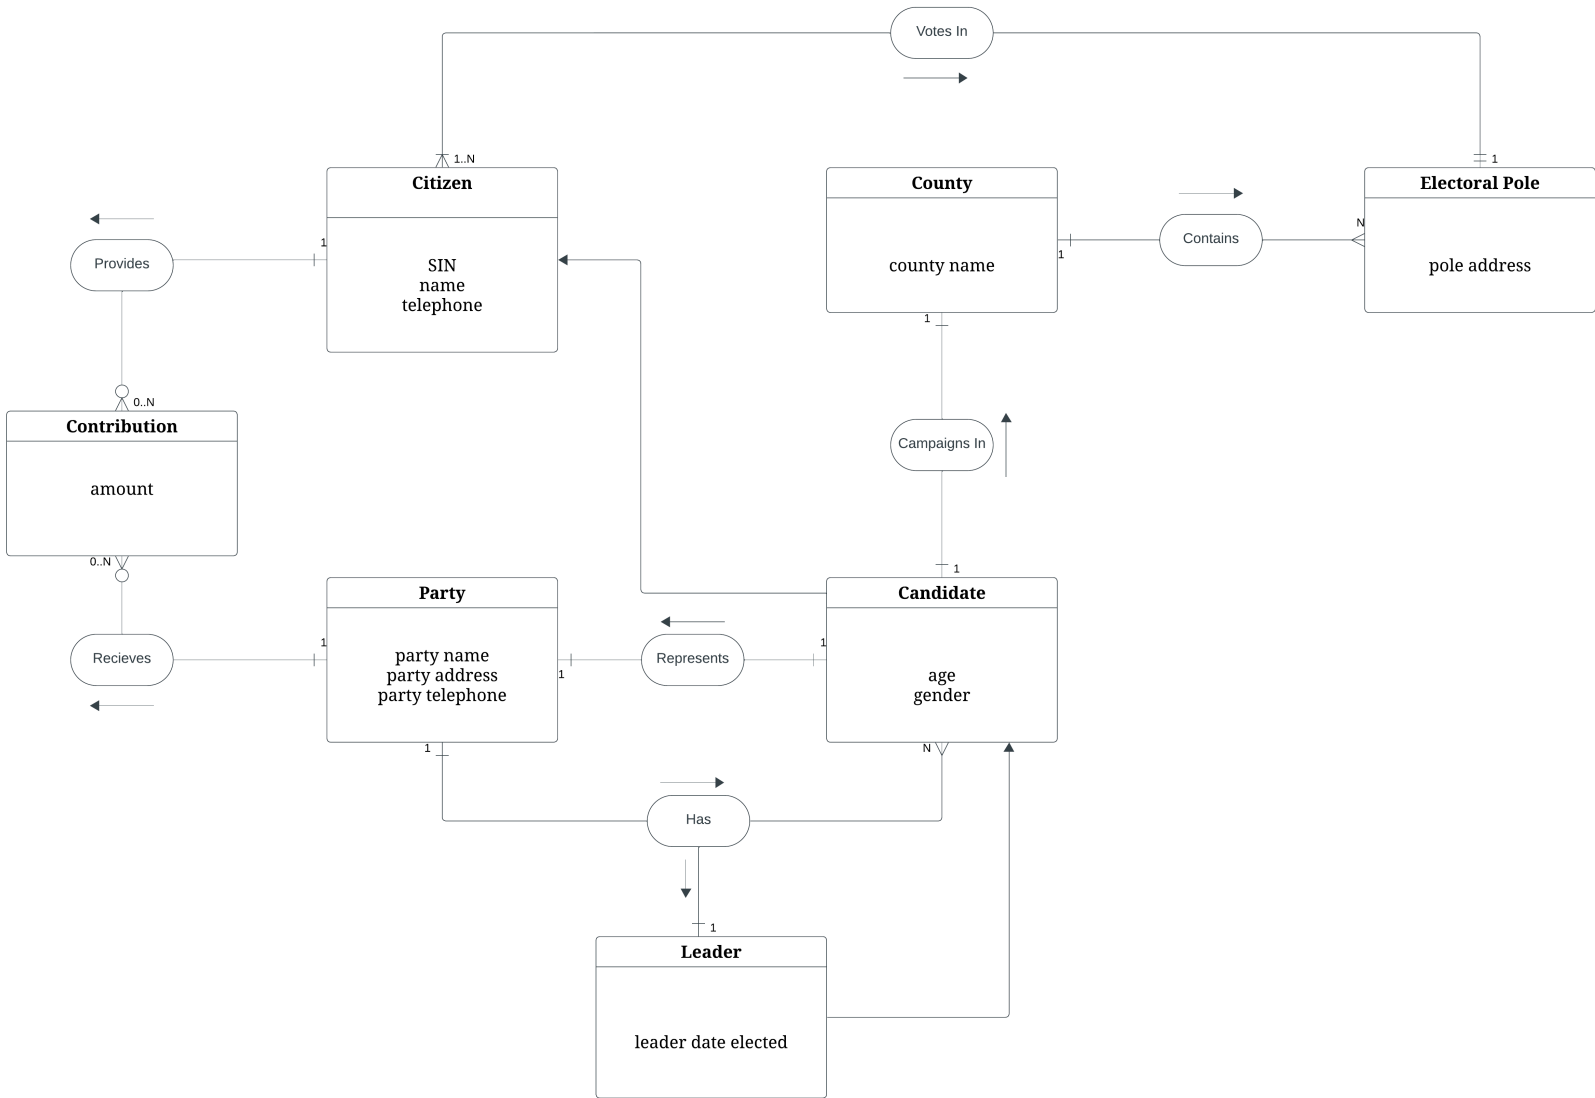 Votes In
1..N
1
Citizen
SIN
name
telephone
County
county name
Electoral Pole
pole address
Provides
1
Contains
1
N
0..N
Contribution
amount
0..N
1
Campaigns In
1
Party
party name
party address
party telephone
Candidate
age
gender
Recieves
1
Represents
1
1
1
N
Has
1
Leader
leader date elected